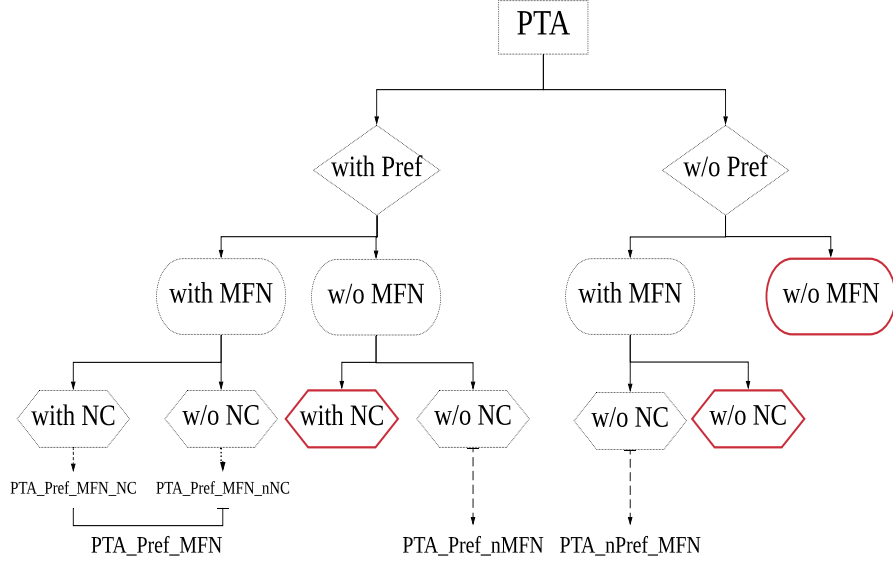 PTA
with Pref
w/o Pref
with MFN
w/o MFN
with MFN
w/o MFN
with NC
w/o NC
with NC
w/o NC
w/o NC
w/o NC
PTA_Pref_MFN_NC
PTA_Pref_MFN_nNC
PTA_Pref_MFN
PTA_Pref_nMFN
PTA_nPref_MFN